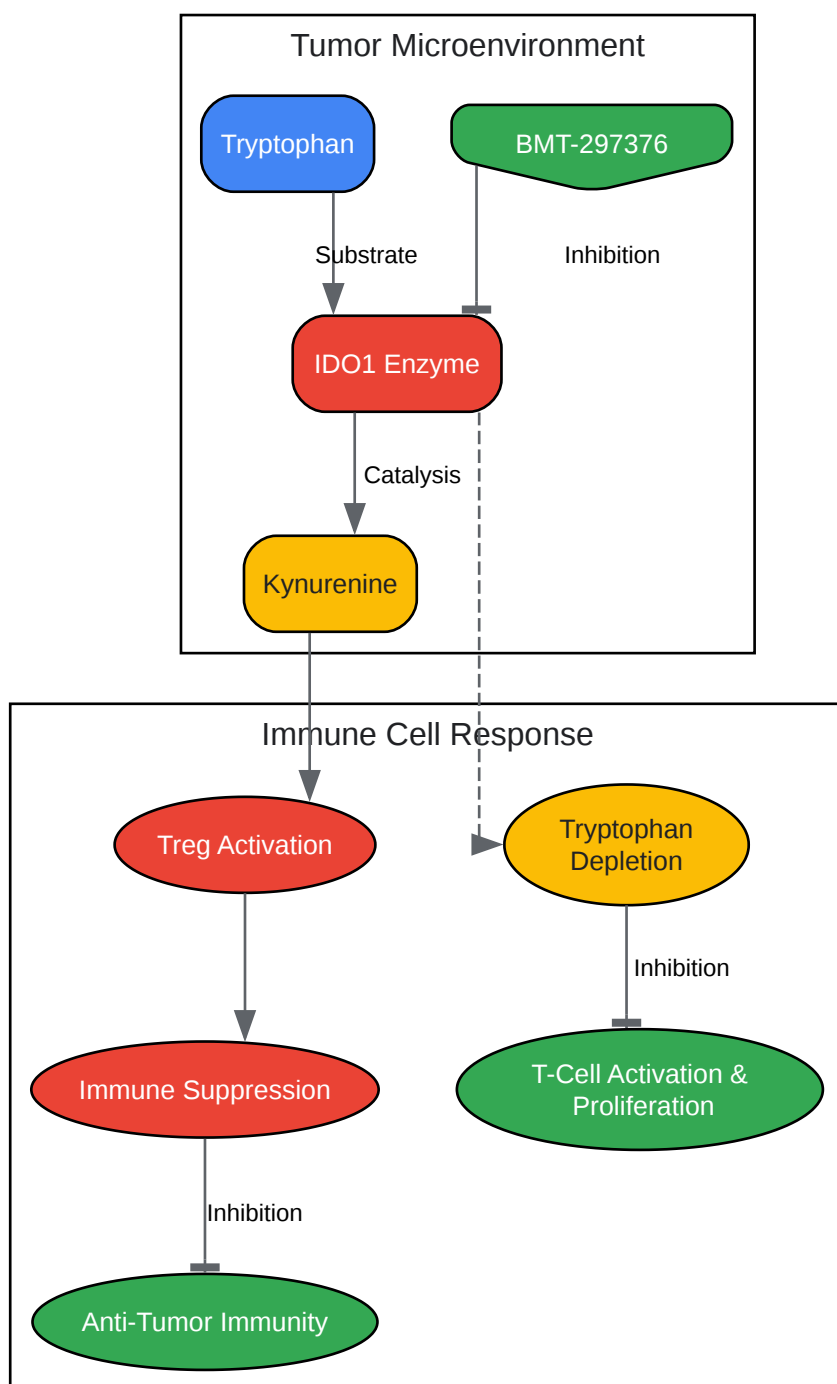 Tumor Microenvironment
Tryptophan
BMT-297376
Substrate
Inhibition
IDO1 Enzyme
Catalysis
Kynurenine
Immune Cell Response
Treg Activation
Tryptophan
Depletion
Inhibition
Immune Suppression
T-Cell Activation &
Proliferation
Inhibition
Anti-Tumor Immunity